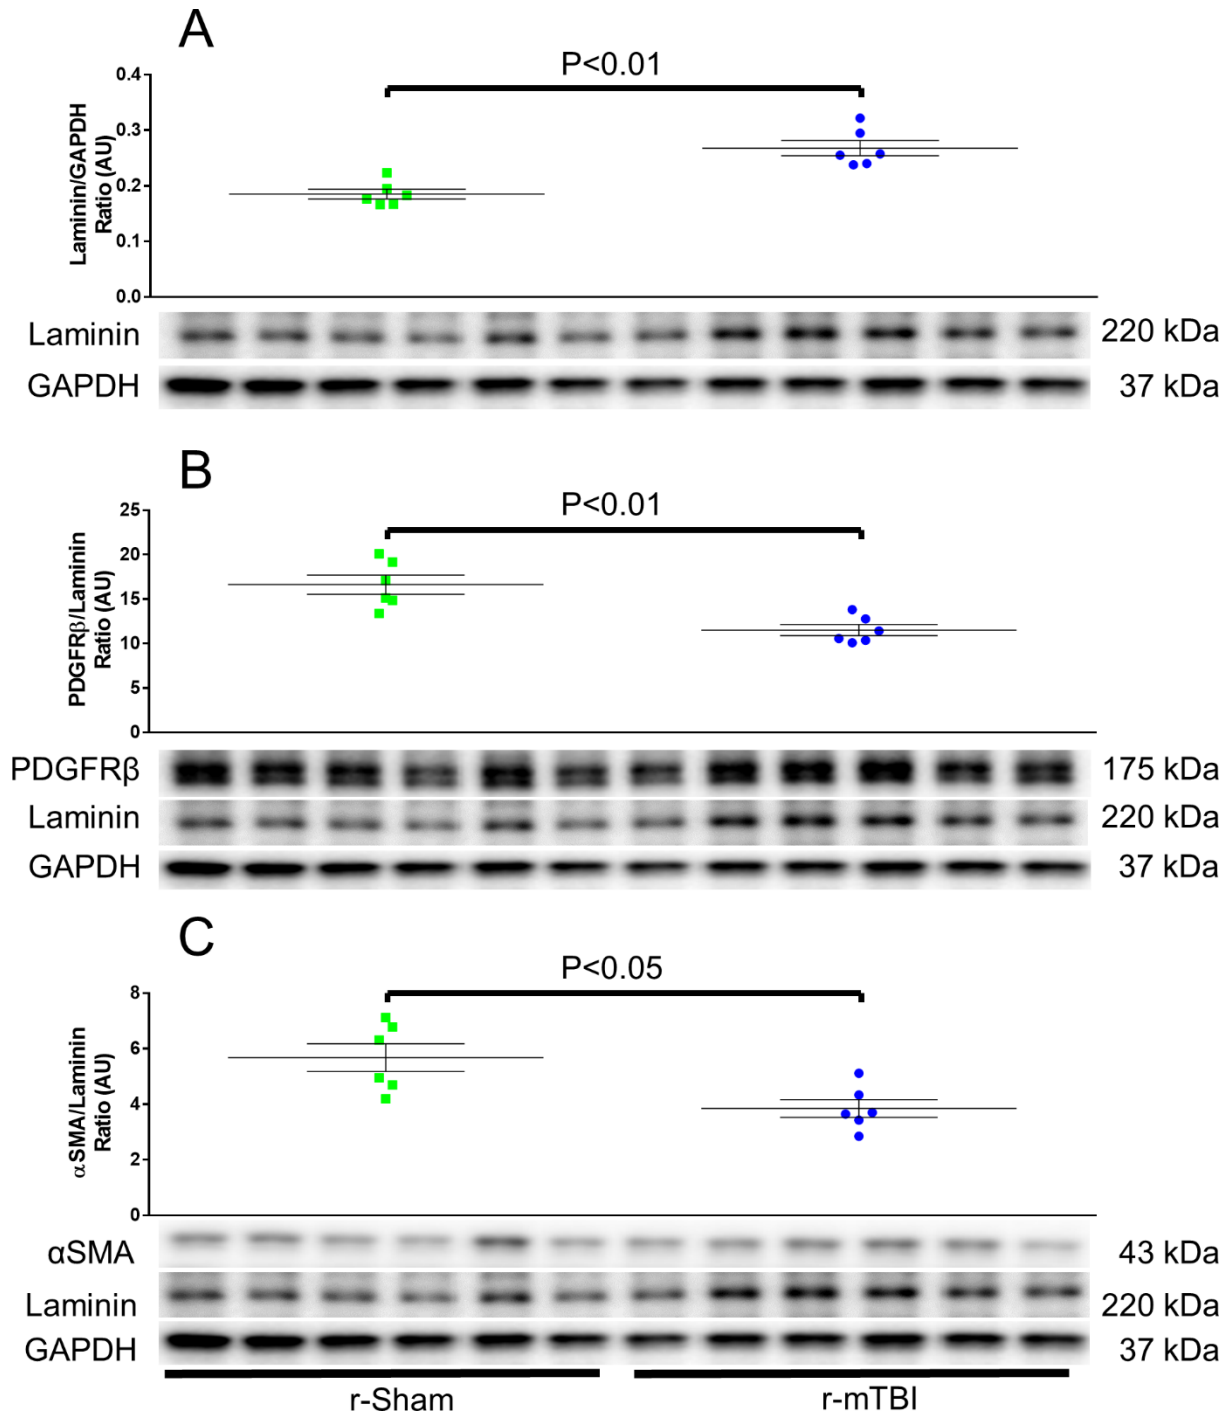 A
P<0.01
Laminin/GAPDH
Ratio (AU)
0.4
0.3
0.2
0.1
0.0
Laminin 220 kDa
GAPDH 37 kDa
B
P<0.01
PDGFRβ/Laminin
Ratio (AU)
25
20
15
10
5
0
PDGFRβ 175 kDa
Laminin 220 kDa
GAPDH 37 kDa
C
P<0.05
αSMA/Laminin
Ratio (AU)
8
6
4
2
0
αSMA 43 kDa
Laminin 220 kDa
GAPDH 37 kDa
r-Sham r-mTBI